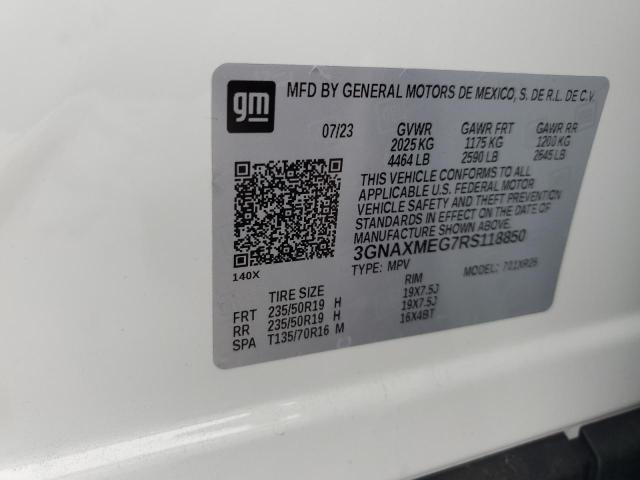 gm
MFD BY GENERAL MOTORS DE MEXICO, S. DE R.L. DE C.V.
07/23 GVWR GAWR FRT GAWR RR
2025 KG 1175 KG 1200 KG
4464 LB 2590 LB 2645 LB
THIS VEHICLE CONFORMS TO ALL
APPLICABLE U.S. FEDERAL MOTOR
VEHICLE SAFETY AND THEFT PREVENTION
STANDARDS IN EFFECT ON THE DATE OF
MANUFACTURE SHOWN ABOVE.
3GNAXMEG7RS118850
140X
TYPE: MPV MODEL: 701XR26
TIRE SIZE RIM
FRT 235/50R19 H 19X7.5J
RR 235/50R19 H 19X7.5J
SPA T135/70R16 M 16X4BT